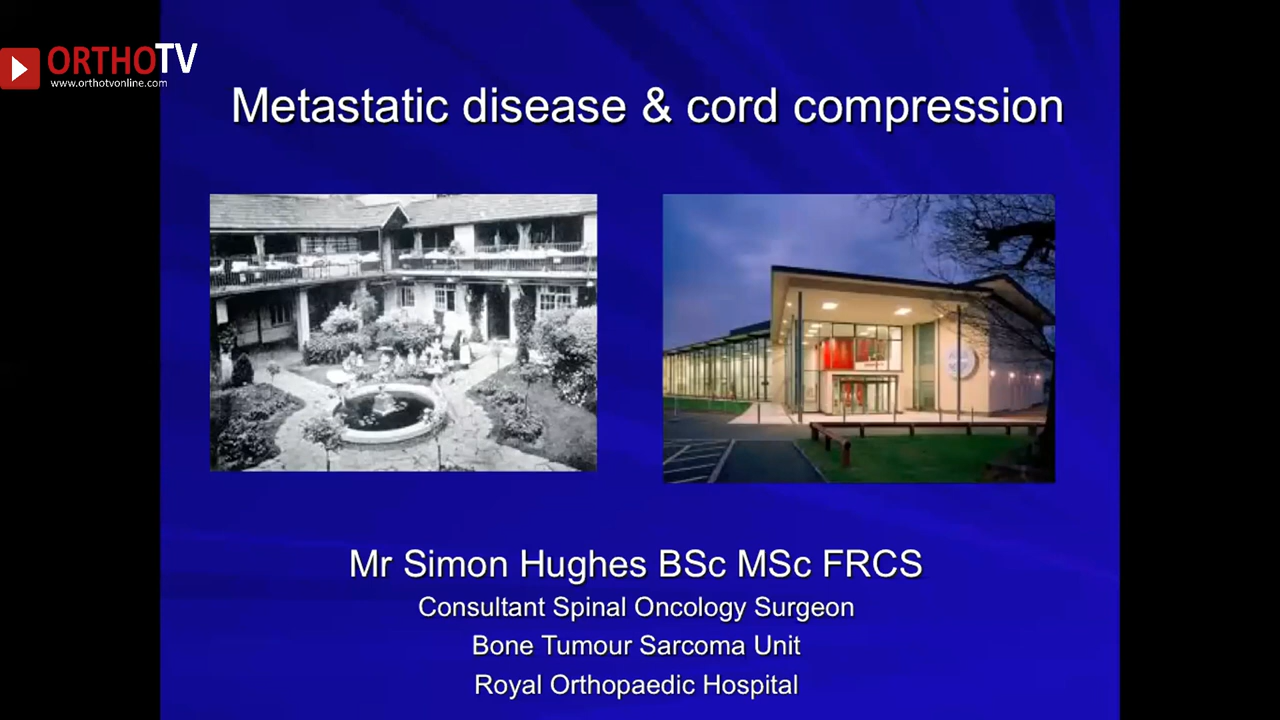 ORTHOTV
www.orthotvonline.com
Metastatic disease & cord compression
Mr Simon Hughes BSc MSc FRCS
Consultant Spinal Oncology Surgeon
Bone Tumour Sarcoma Unit
Royal Orthopaedic Hospital